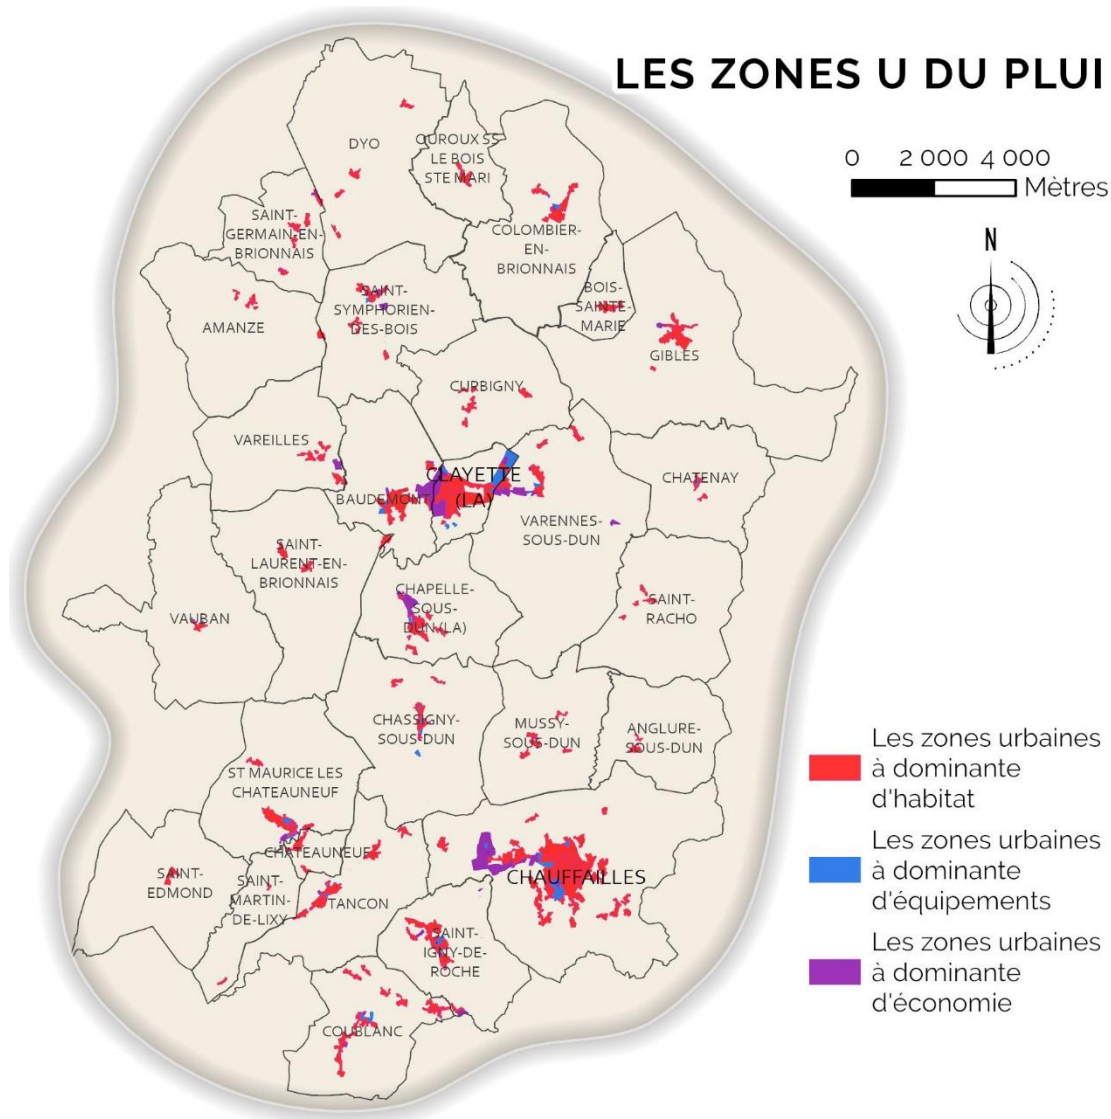 LES ZONES U DU PLUI
0 2 000 4 000
Mètres
N
DYO
OUROUX SS
LE BOIS
STE MARI
SAINT-
GERMAIN-EN-
BRIONNAIS
COLOMBIER-
EN-
BRIONNAIS
AMANZE
SAINT-
SYMPHORIEN-
DES-BOIS
BOIS-
SAINTE-
MARIE
GIBLES
CURBIGNY
VAREILLES
CLAYETTE
(LA)
BAUDEMONT
CHATENAY
VARENNES-
SOUS-DUN
SAINT-
LAURENT-EN-
BRIONNAIS
CHAPELLE-
SOUS-
DUN (LA)
VAUBAN
SAINT-
RACHO
CHASSIGNY-
SOUS-DUN
MUSSY-
SOUS-DUN
ANGLURE-
SOUS-DUN
ST MAURICE LES
CHATEAUNEUF
CHATEAUNEUF
SAINT-
EDMOND
SAINT-
MARTIN-
DE-LIXY
TANCON
CHAUFFAILLES
SAINT-
IGNY-DE-
ROCHE
COUBLANC
Les zones urbaines
à dominante
d'habitat
Les zones urbaines
à dominante
d'équipements
Les zones urbaines
à dominante
d'économie